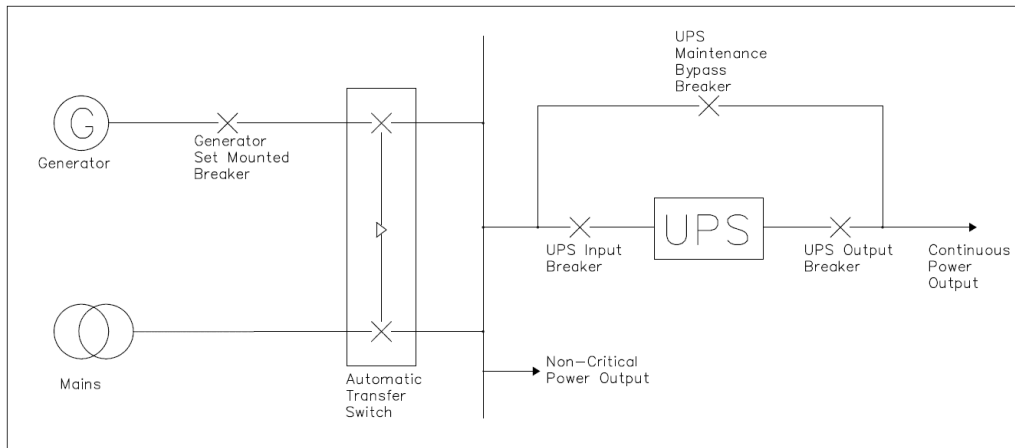 UPS
Maintenance
Bypass
Breaker
G
Generator
Generator
Set Mounted
Breaker
UPS
UPS Input
Breaker
UPS Output
Breaker
Continuous
Power
Output
Mains
Automatic
Transfer
Switch
Non-Critical
Power Output